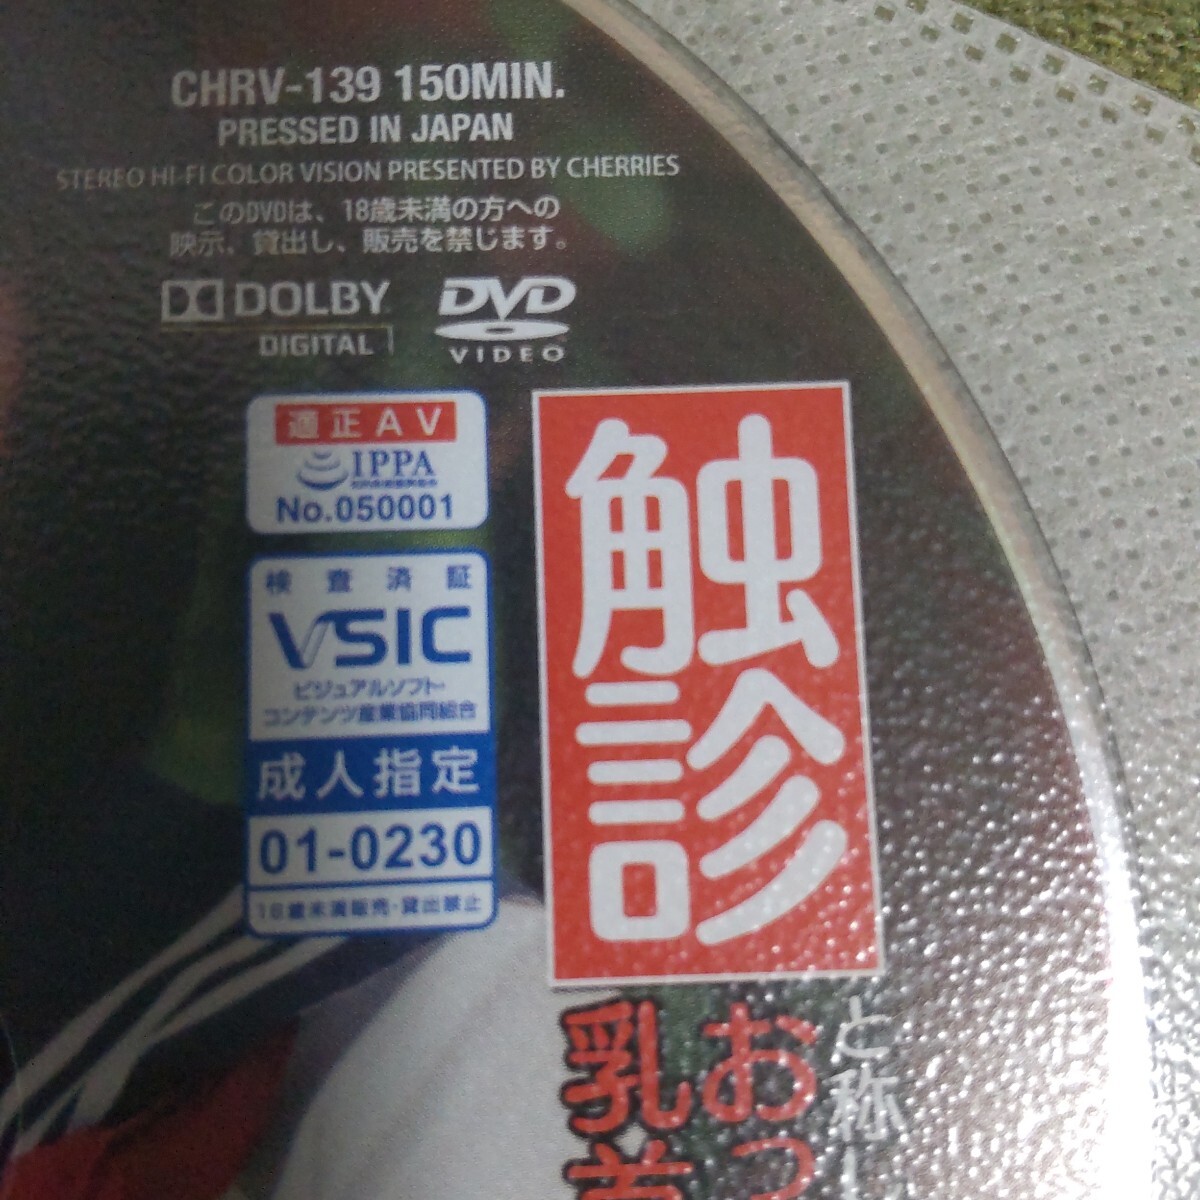 CHRV-139 150MIN.
PRESSED IN JAPAN
STEREO HI-FI COLOR VISION PRESENTED BY CHERRIES
このDVDは、18歳未満の方への
映示、貸出し、販売を禁じます。
DOLBY
DIGITAL
DVD
VIDEO
適正AV
IPPA
No.050001
検査済証
VSIC
ビジュアルソフト・
コンテンツ産業協同組合
成人指定
01-0230
18歳未満販売・貸出禁止
触診
と称し
おっ
乳首